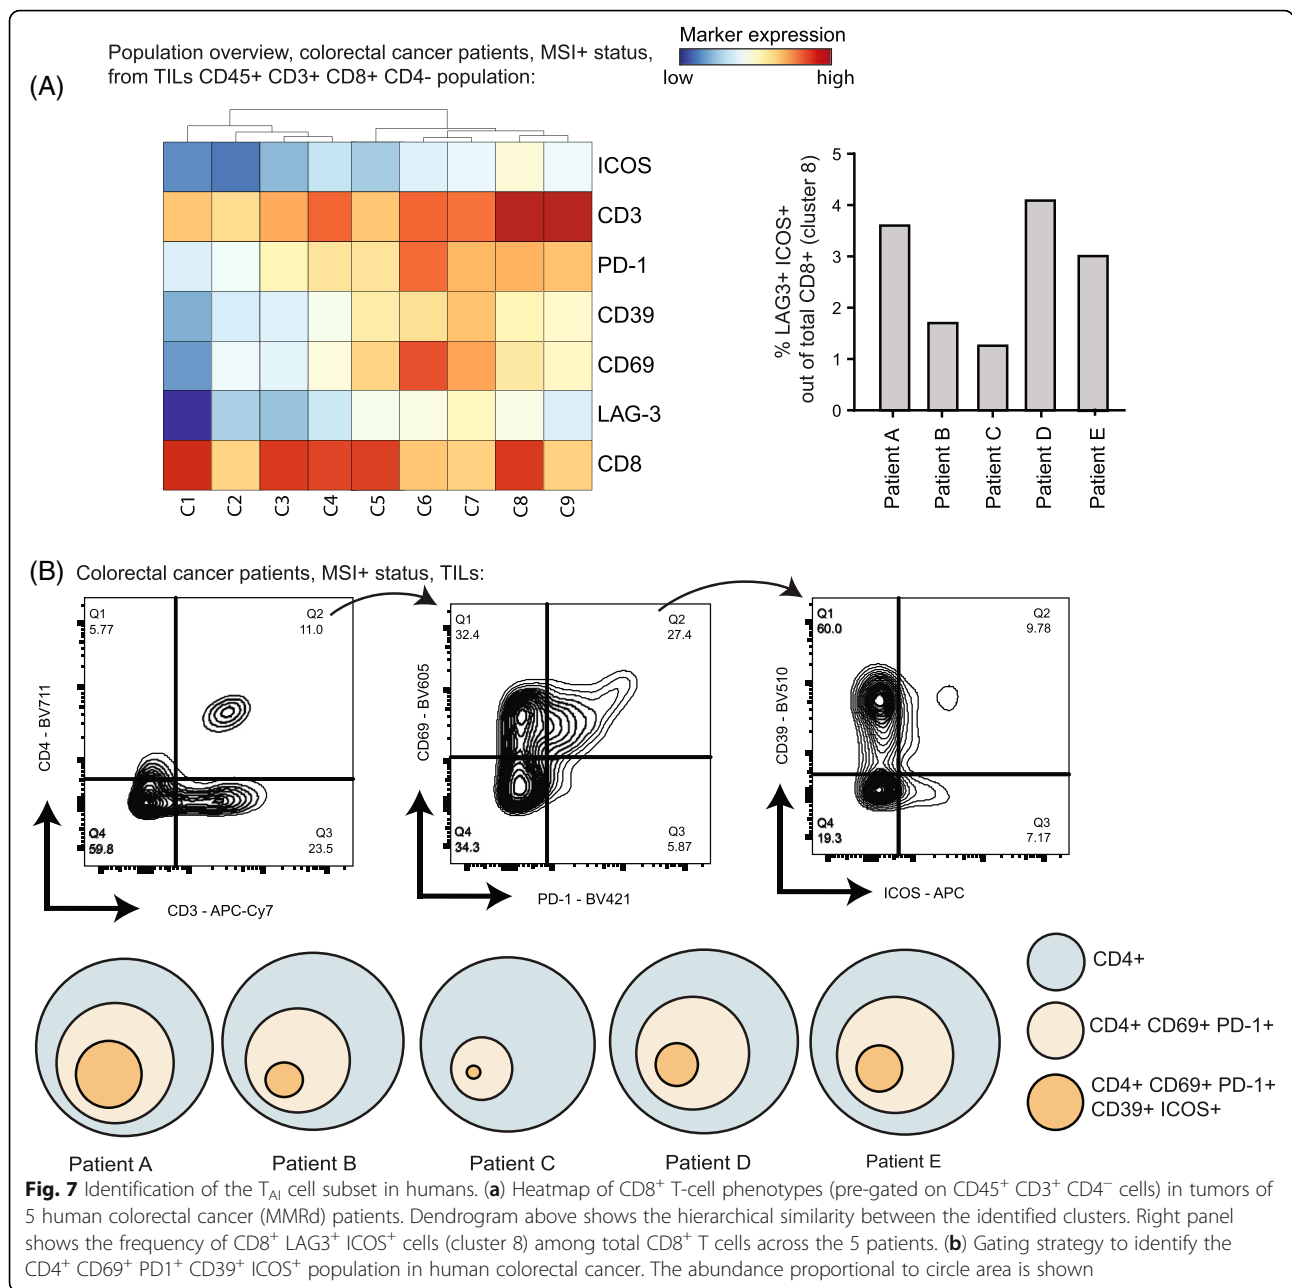 (A)
Population overview, colorectal cancer patients, MSI+ status,
from TILs CD45+ CD3+ CD8+ CD4- population:
Marker expression
low
high
ICOS
CD3
PD-1
CD39
CD69
LAG-3
CD8
C1
C2
C3
C4
C5
C6
C7
C8
C9
% LAG3+ ICOS+
out of total CD8+ (cluster 8)
5
4
3
2
1
0
Patient A
Patient B
Patient C
Patient D
Patient E
(B)
Colorectal cancer patients, MSI+ status, TILs:
Q1
5.77
Q2
11.0
Q4
59.8
Q3
23.5
CD4 - BV711
CD3 - APC-Cy7
Q1
32.4
Q2
27.4
Q4
34.3
Q3
5.87
CD69 - BV605
PD-1 - BV421
Q1
60.0
Q2
9.78
Q4
19.3
Q3
7.17
CD39 - BV510
ICOS - APC
CD4+
CD4+ CD69+ PD-1+
CD4+ CD69+ PD-1+
CD39+ ICOS+
Patient A
Patient B
Patient C
Patient D
Patient E
Fig. 7 Identification of the TAI cell subset in humans. (a) Heatmap of CD8+ T-cell phenotypes (pre-gated on CD45+ CD3+ CD4− cells) in tumors of
5 human colorectal cancer (MMRd) patients. Dendrogram above shows the hierarchical similarity between the identified clusters. Right panel
shows the frequency of CD8+ LAG3+ ICOS+ cells (cluster 8) among total CD8+ T cells across the 5 patients. (b) Gating strategy to identify the
CD4+ CD69+ PD1+ CD39+ ICOS+ population in human colorectal cancer. The abundance proportional to circle area is shown